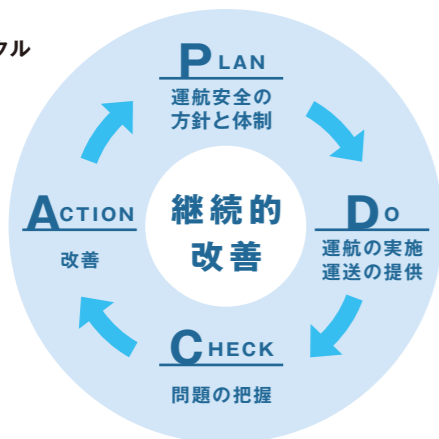 クル
PLAN
運航安全の
方針と体制
DO
運航の実施
運送の提供
CHECK
問題の把握
ACTION
改善
継続的
改善